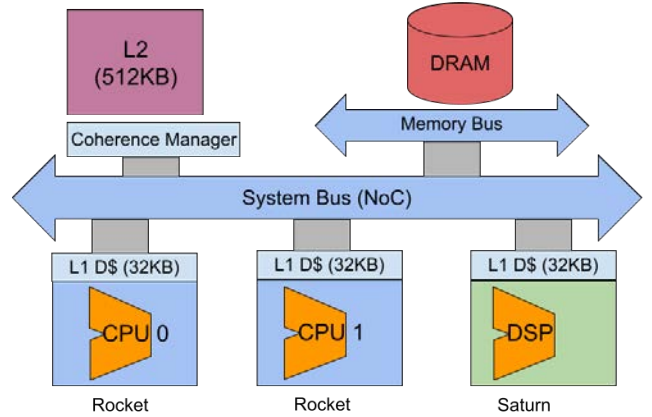 L2
(512KB)
DRAM
Coherence Manager
Memory Bus
System Bus (NoC)
L1 D$ (32KB)
L1 D$ (32KB)
L1 D$ (32KB)
CPU 0
CPU 1
DSP
Rocket
Rocket
Saturn